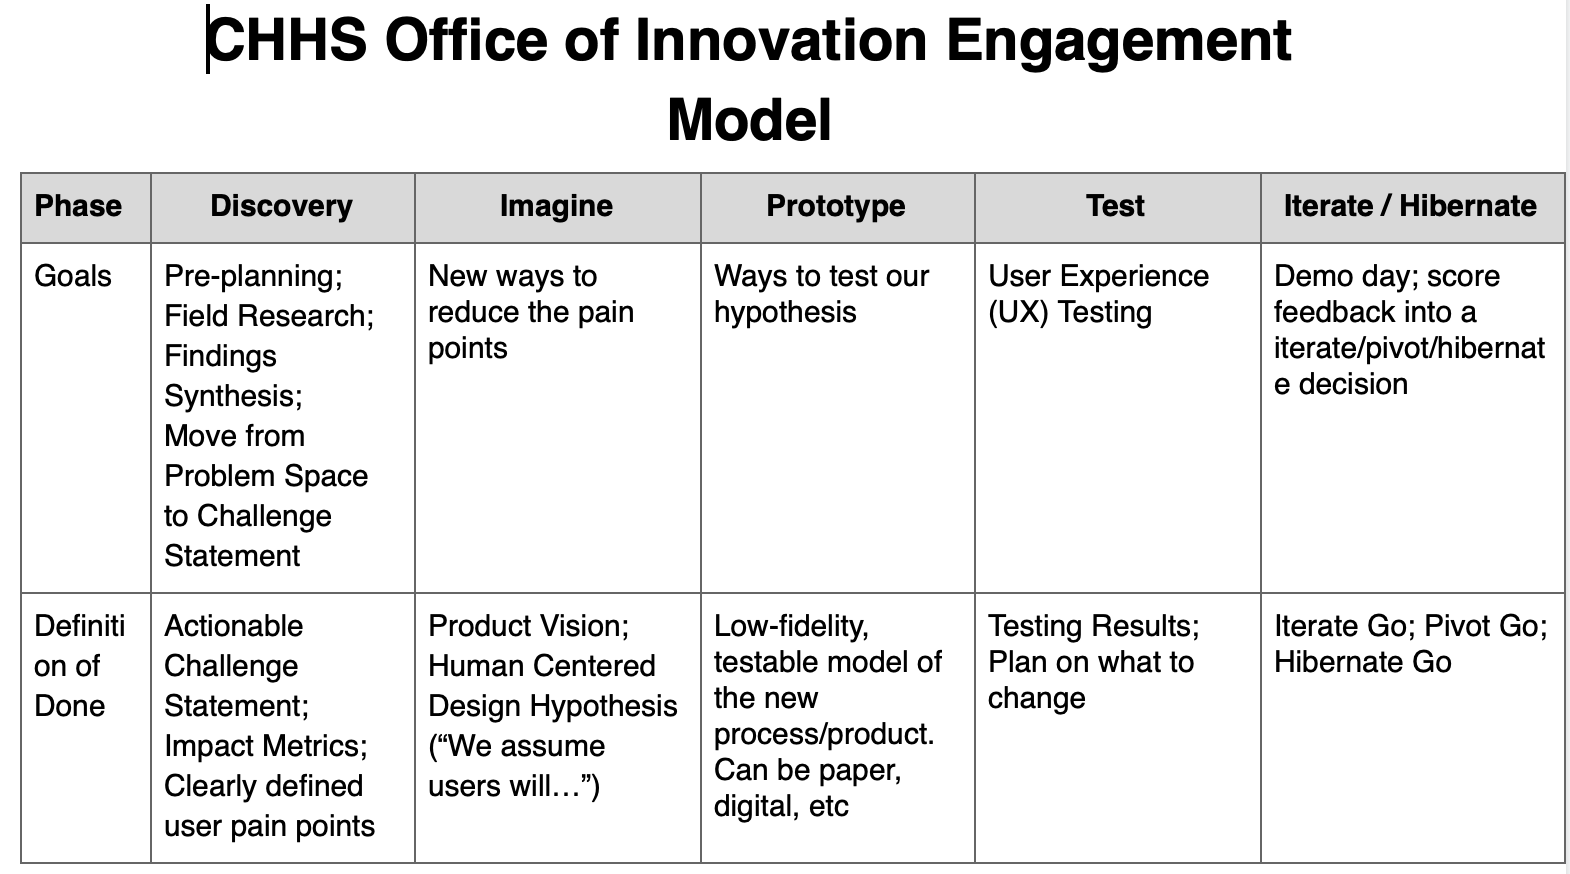 CHHS Office of Innovation Engagement
Model
Phase
Discovery
Imagine
Prototype
Test
Iterate / Hibernate
Goals
Pre-planning;
Field Research;
Findings
Synthesis;
Move from
Problem Space
to Challenge
Statement
New ways to
reduce the pain
points
Ways to test our
hypothesis
User Experience
(UX) Testing
Demo day; score
feedback into a
iterate/pivot/hibernat
e decision
Definiti
on of
Done
Actionable
Challenge
Statement;
Impact Metrics;
Clearly defined
user pain points
Product Vision;
Human Centered
Design Hypothesis
(“We assume
users will…”)
Low-fidelity,
testable model of
the new
process/product.
Can be paper,
digital, etc
Testing Results;
Plan on what to
change
Iterate Go; Pivot Go;
Hibernate Go